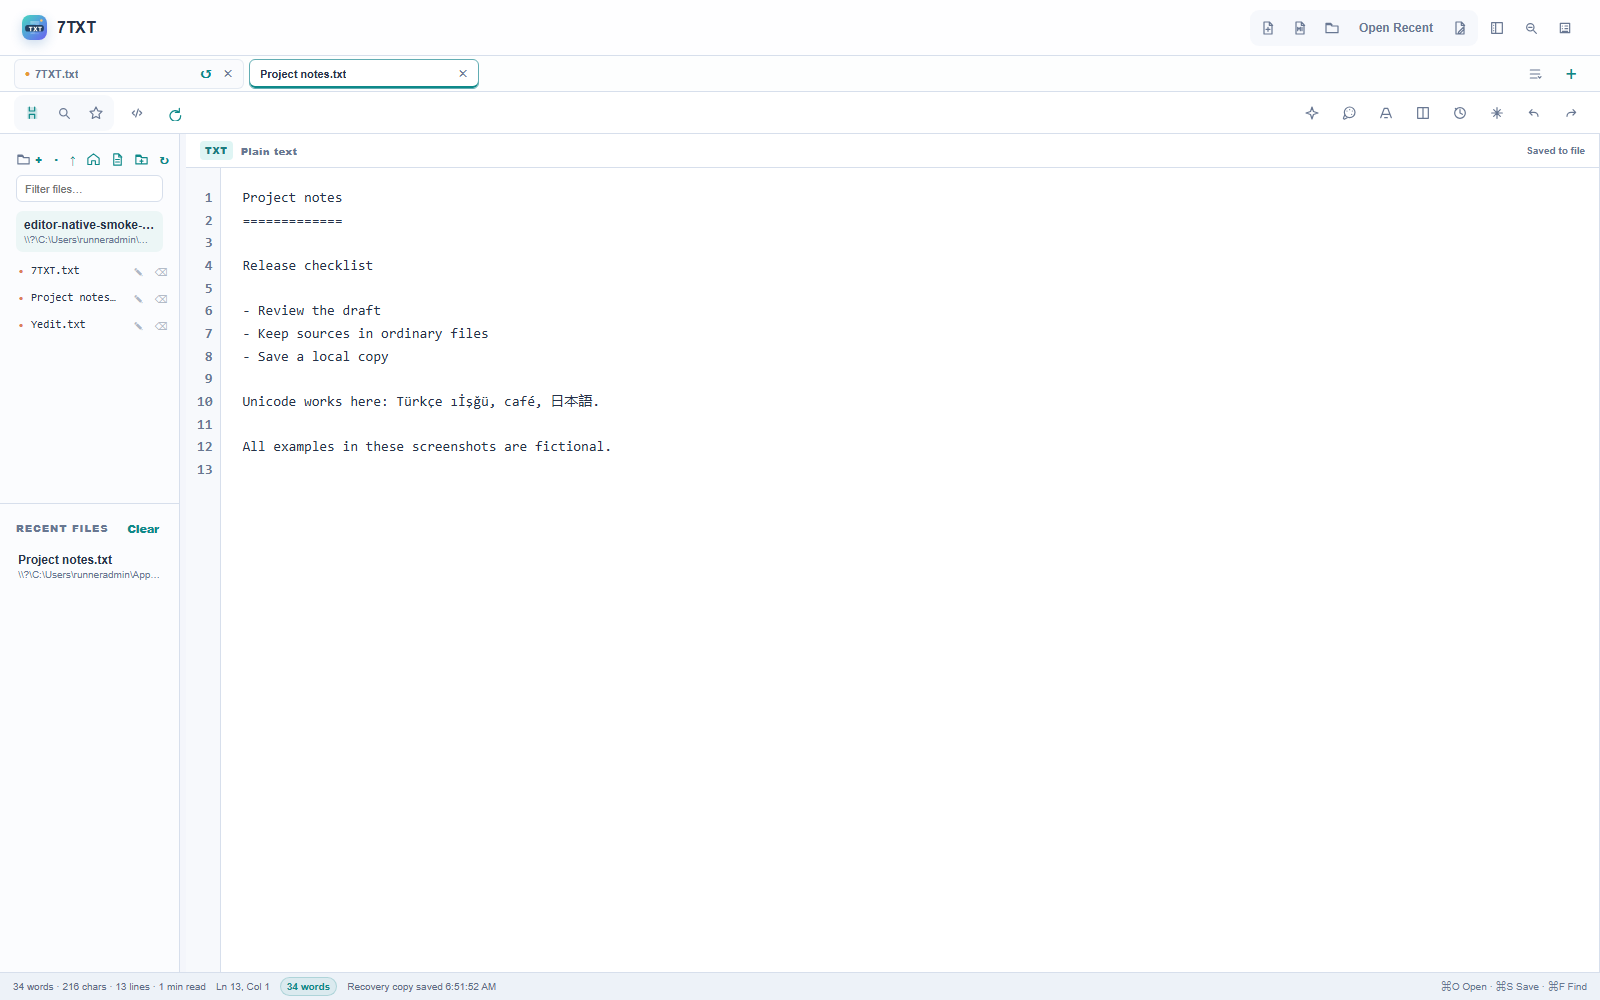 TXT 7TXT
Open Recent
7TXT.txt
Project notes.txt
TXT Plain text
Saved to file
Filter files...
editor-native-smoke-...
\\?\C:\Users\runneradmin\...
7TXT.txt
Project notes…
Yedit.txt
RECENT FILES Clear
Project notes.txt
\\?\C:\Users\runneradmin\App...
1 Project notes
2 =============
3
4 Release checklist
5
6 - Review the draft
7 - Keep sources in ordinary files
8 - Save a local copy
9
10 Unicode works here: Türkçe ıİşğü, café, 日本語.
11
12 All examples in these screenshots are fictional.
13
34 words · 216 chars · 13 lines · 1 min read Ln 13, Col 1 34 words Recovery copy saved 6:51:52 AM
⌘O Open · ⌘S Save · ⌘F Find